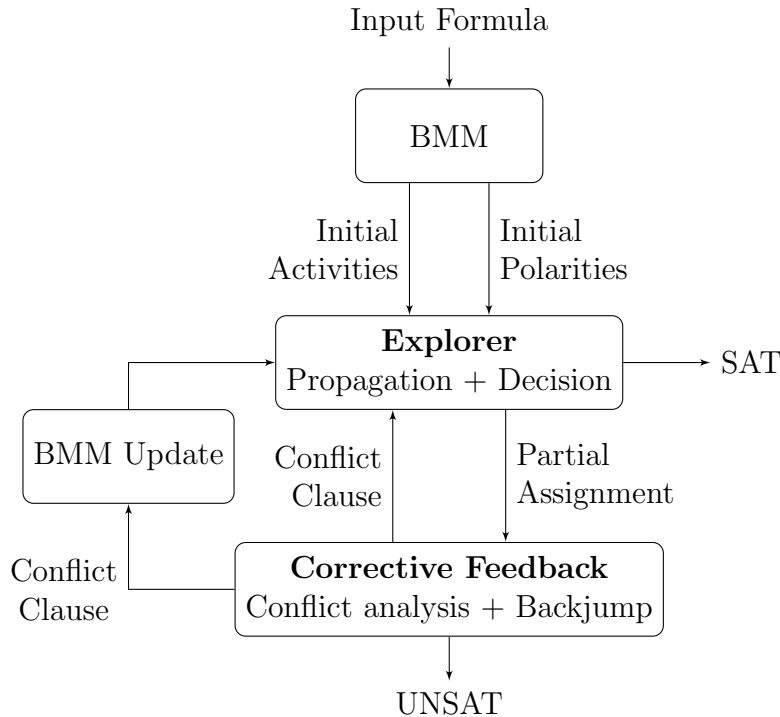 Input Formula
BMM
Initial
Activities
Initial
Polarities
Explorer
Propagation + Decision
SAT
BMM Update
Conflict
Clause
Partial
Assignment
Conflict
Clause
Corrective Feedback
Conflict analysis + Backjump
UNSAT